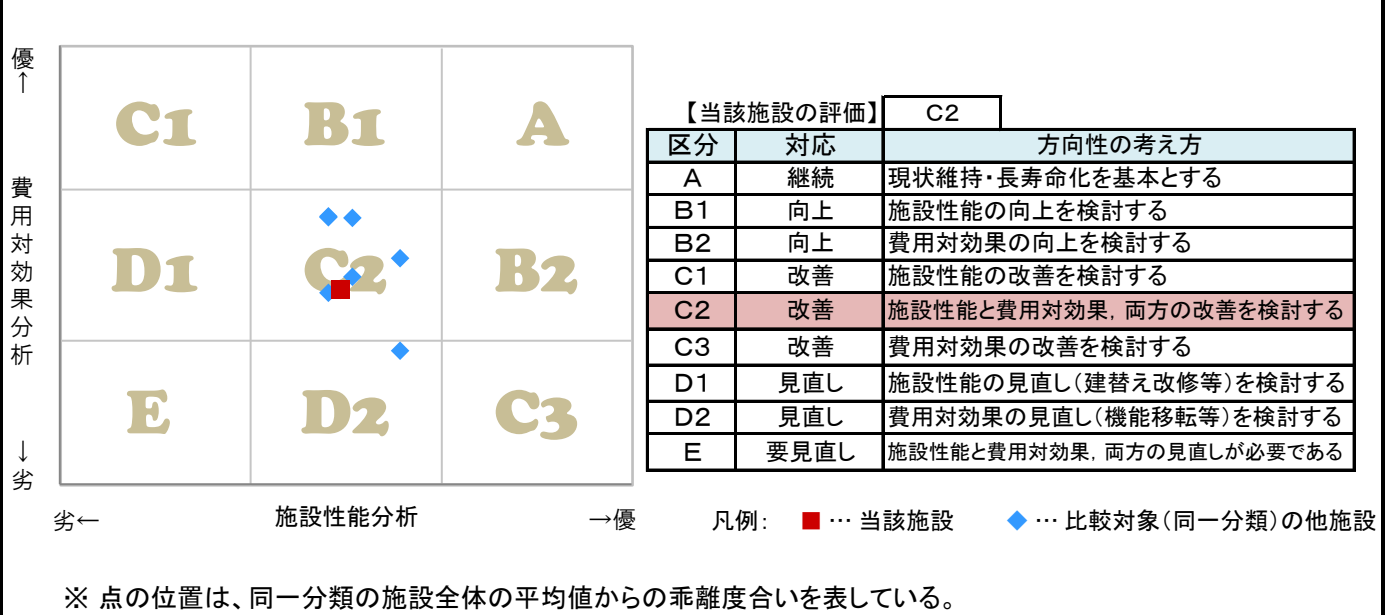 優
↑
費用対効果分析
↓
劣
C1 B1 A
D1 C2 B2
E D2 C3
劣← 施設性能分析 →優
【当該施設の評価】 C2
区分 対応 方向性の考え方
A 継続 現状維持・長寿命化を基本とする
B1 向上 施設性能の向上を検討する
B2 向上 費用対効果の向上を検討する
C1 改善 施設性能の改善を検討する
C2 改善 施設性能と費用対効果，両方の改善を検討する
C3 改善 費用対効果の改善を検討する
D1 見直し 施設性能の見直し（建替え改修等）を検討する
D2 見直し 費用対効果の見直し（機能移転等）を検討する
E 要見直し 施設性能と費用対効果，両方の見直しが必要である
凡例： ■ … 当該施設 ◆ … 比較対象（同一分類）の他施設
※ 点の位置は、同一分類の施設全体の平均値からの乖離度合いを表している。